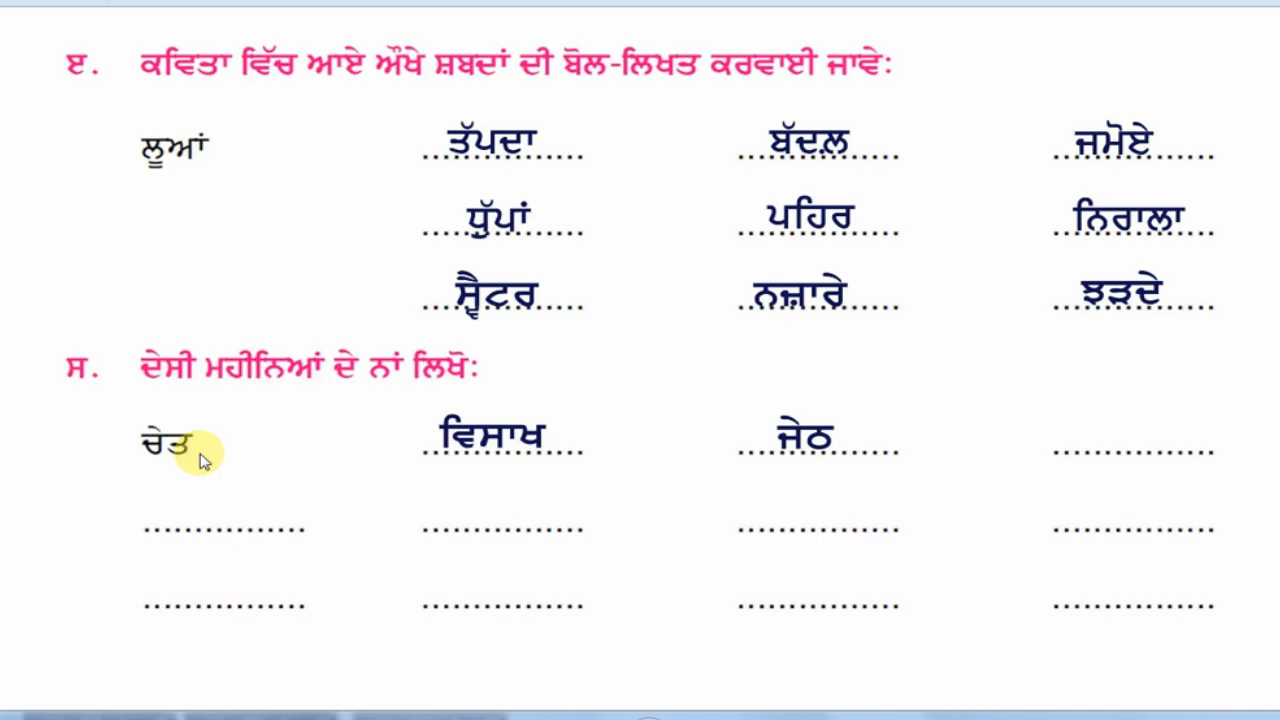 ੲ. ਕਵਿਤਾ ਵਿੱਚ ਆਏ ਔਖੇ ਸ਼ਬਦਾਂ ਦੀ ਬੋਲ-ਲਿਖਤ ਕਰਵਾਈ ਜਾਵੇ:
ਲੂਆਂ ਤੱਪਦਾ ਬੱਦਲ਼ ਜਮੋਏ
ਧੁੱਪਾਂ ਪਹਿਰ ਨਿਰਾਲਾ
ਸ੍ਵੈਟਰ ਨਜ਼ਾਰੇ ਝੜਦੇ
ਸ. ਦੇਸੀ ਮਹੀਨਿਆਂ ਦੇ ਨਾਂ ਲਿਖੋ:
ਚੇਤ ਵਿਸਾਖ ਜੇਠ ................
................ ................ ................ ................
................ ................ ................ ................